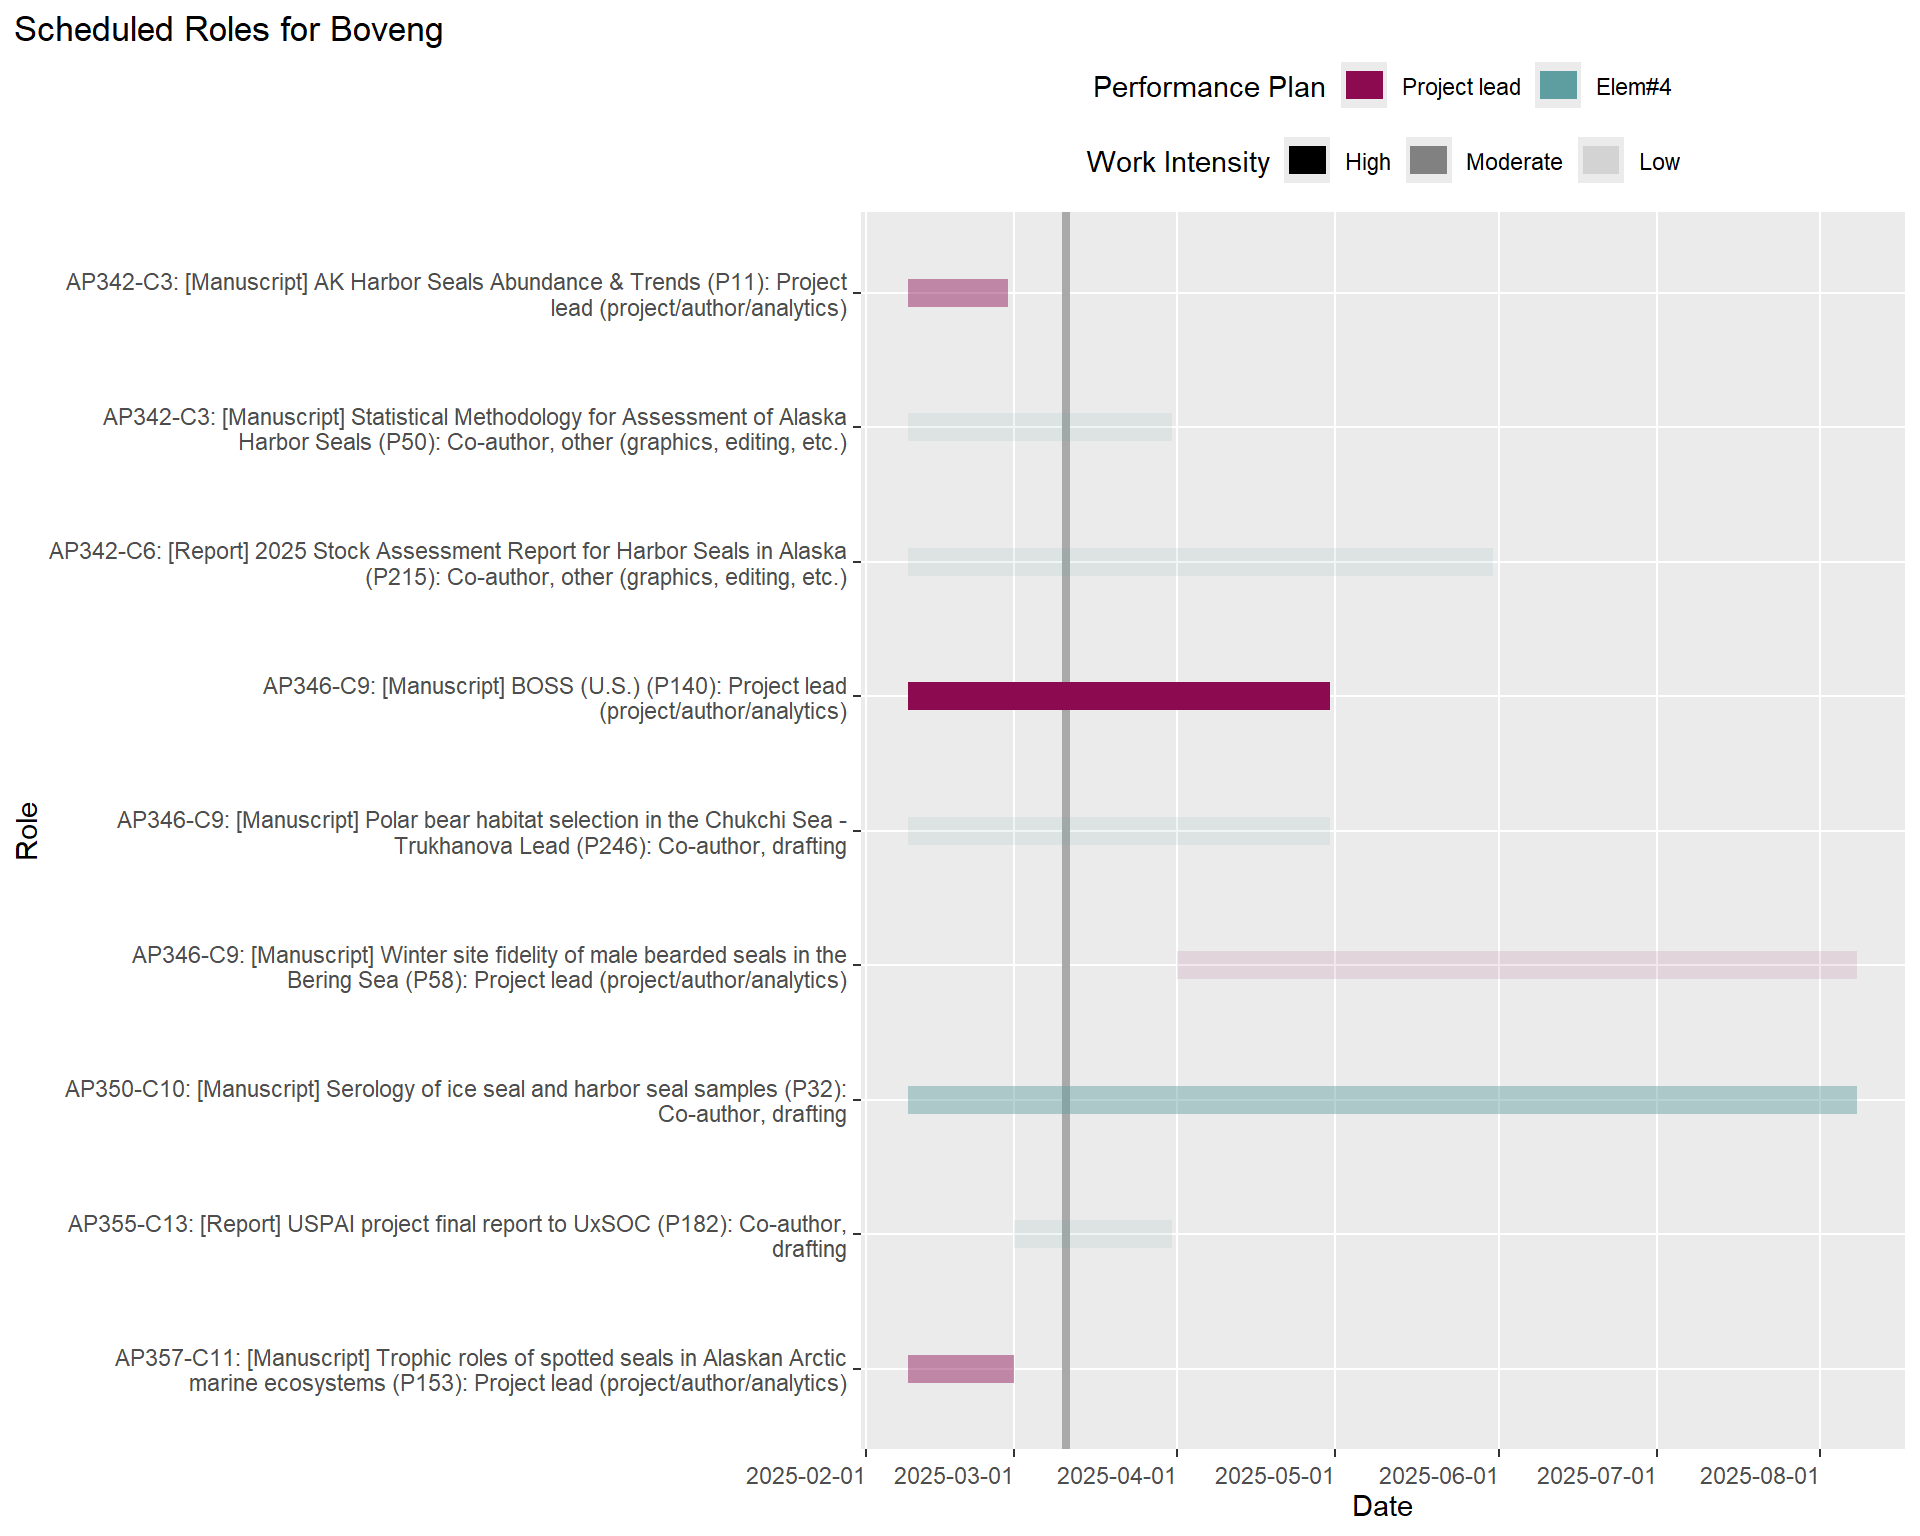 Scheduled Roles for Boveng
Performance Plan Project lead Elem#4
Work Intensity High Moderate Low
AP342-C3: [Manuscript] AK Harbor Seals Abundance & Trends (P11): Project
lead (project/author/analytics)
AP342-C3: [Manuscript] Statistical Methodology for Assessment of Alaska
Harbor Seals (P50): Co-author, other (graphics, editing, etc.)
AP342-C6: [Report] 2025 Stock Assessment Report for Harbor Seals in Alaska
(P215): Co-author, other (graphics, editing, etc.)
AP346-C9: [Manuscript] BOSS (U.S.) (P140): Project lead
(project/author/analytics)
AP346-C9: [Manuscript] Polar bear habitat selection in the Chukchi Sea -
Trukhanova Lead (P246): Co-author, drafting
AP346-C9: [Manuscript] Winter site fidelity of male bearded seals in the
Bering Sea (P58): Project lead (project/author/analytics)
AP350-C10: [Manuscript] Serology of ice seal and harbor seal samples (P32):
Co-author, drafting
AP355-C13: [Report] USPAI project final report to UxSOC (P182): Co-author,
drafting
AP357-C11: [Manuscript] Trophic roles of spotted seals in Alaskan Arctic
marine ecosystems (P153): Project lead (project/author/analytics)
Role
2025-02-01 2025-03-01 2025-04-01 2025-05-01 2025-06-01 2025-07-01 2025-08-01
Date